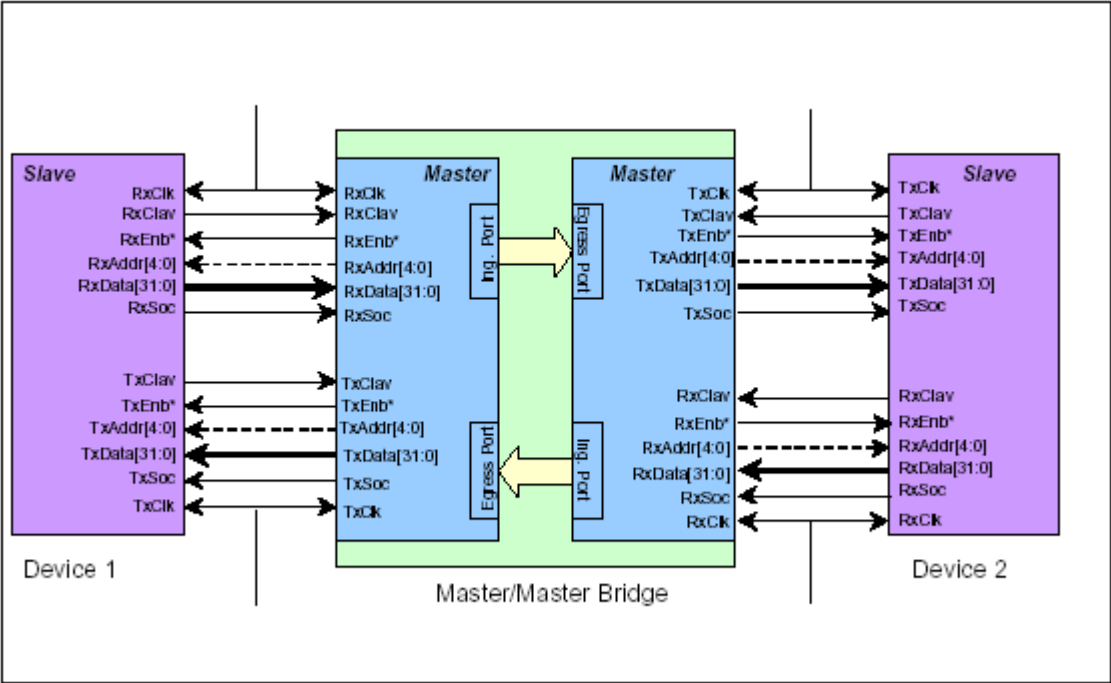 Slave
RxClk
RxClav
RxEnb*
RxAddr[4:0]
RxData[31:0]
RxSoc
TxClav
TxEnb*
TxAddr[4:0]
TxData[31:0]
TxSoc
TxClk
Device 1
Master
RxClk
RxClav
RxEnb*
RxAddr[4:0]
RxData[31:0]
RxSoc
TxClav
TxEnb*
TxAddr[4:0]
TxData[31:0]
TxSoc
TxClk
Ing. Port
Egress Port
Egress Port
Ing. Port
Master
TxClk
TxClav
TxEnb*
TxAddr[4:0]
TxData[31:0]
TxSoc
RxClav
RxEnb*
RxAddr[4:0]
RxData[31:0]
RxSoc
RxClk
Master/Master Bridge
Slave
TxClk
TxClav
TxEnb*
TxAddr[4:0]
TxData[31:0]
TxSoc
RxClav
RxEnb*
RxAddr[4:0]
RxData[31:0]
RxSoc
RxClk
Device 2